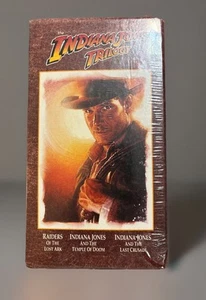 THE
INDIANA JONES
TRILOGY
RAIDERS
OF THE
LOST ARK
INDIANA JONES
AND THE
TEMPLE OF DOOM
INDIANA JONES
AND THE
LAST CRUSADE